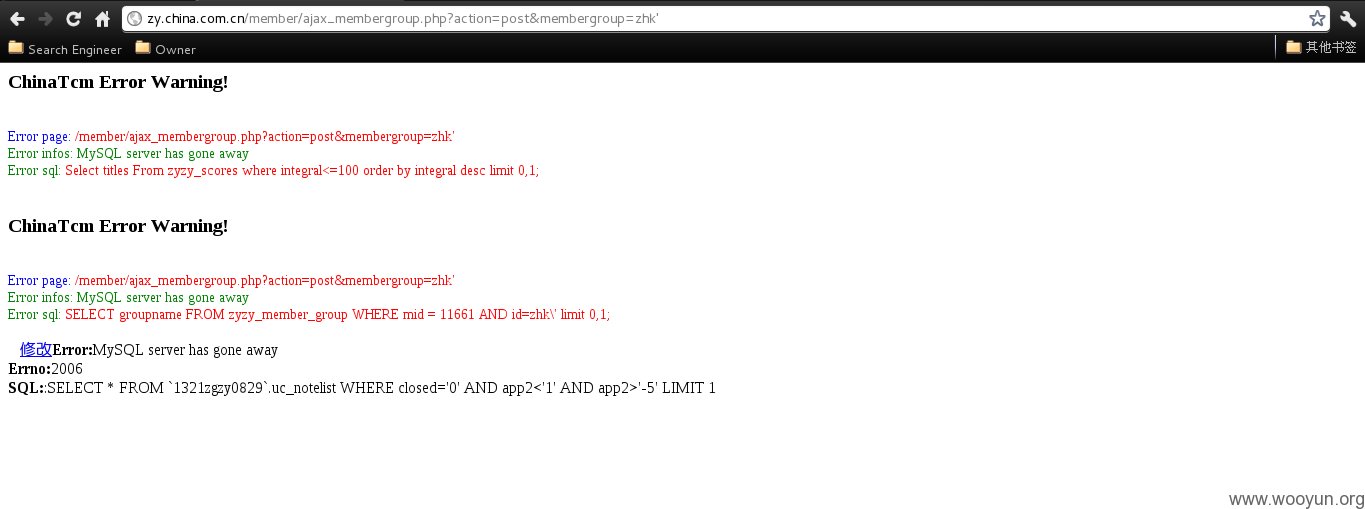 zy.china.com.cn/member/ajax_membergroup.php?action=post&membergroup=zhk'
Search Engineer Owner 其他书签
ChinaTcm Error Warning!
Error page: /member/ajax_membergroup.php?action=post&membergroup=zhk'
Error infos: MySQL server has gone away
Error sql: Select titles From zyzy_scores where integral<=100 order by integral desc limit 0,1;
ChinaTcm Error Warning!
Error page: /member/ajax_membergroup.php?action=post&membergroup=zhk'
Error infos: MySQL server has gone away
Error sql: SELECT groupname FROM zyzy_member_group WHERE mid = 11661 AND id=zhk\' limit 0,1;
修改Error:MySQL server has gone away
Errno:2006
SQL::SELECT * FROM `1321zgzy0829`.uc_notelist WHERE closed='0' AND app2<'1' AND app2>'-5' LIMIT 1
www.wooyun.org